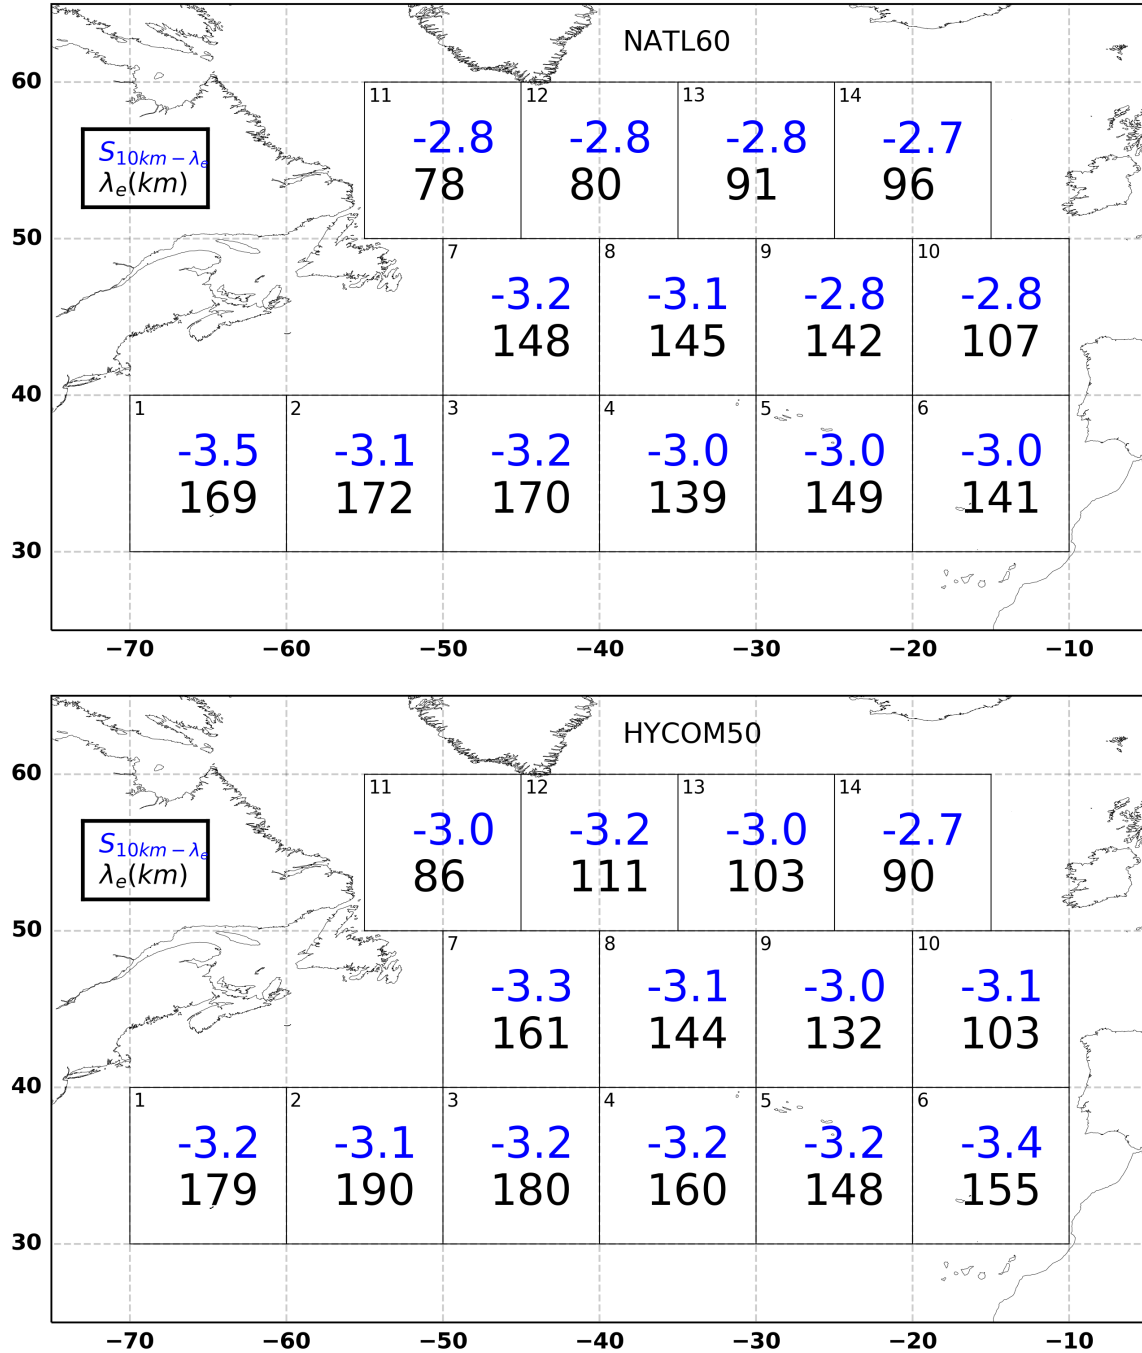 NATL60
60
11 12 13 14
-2.8 -2.8 -2.8 -2.7
78 80 91 96
S10km−λe
λe(km)
50
7 8 9 10
-3.2 -3.1 -2.8 -2.8
148 145 142 107
40
1 2 3 4 5 6
-3.5 -3.1 -3.2 -3.0 -3.0 -3.0
169 172 170 139 149 141
30
−70 −60 −50 −40 −30 −20 −10
HYCOM50
60
11 12 13 14
-3.0 -3.2 -3.0 -2.7
86 111 103 90
S10km−λe
λe(km)
50
7 8 9 10
-3.3 -3.1 -3.0 -3.1
161 144 132 103
40
1 2 3 4 5 6
-3.2 -3.1 -3.2 -3.2 -3.2 -3.4
179 190 180 160 148 155
30
−70 −60 −50 −40 −30 −20 −10